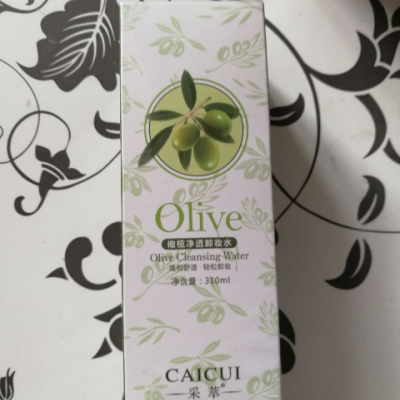 Olive
橄榄净透卸妆水
Olive Cleansing Water
温和舒适 轻松卸妆
净含量：310ml
CAICUI
采萃®